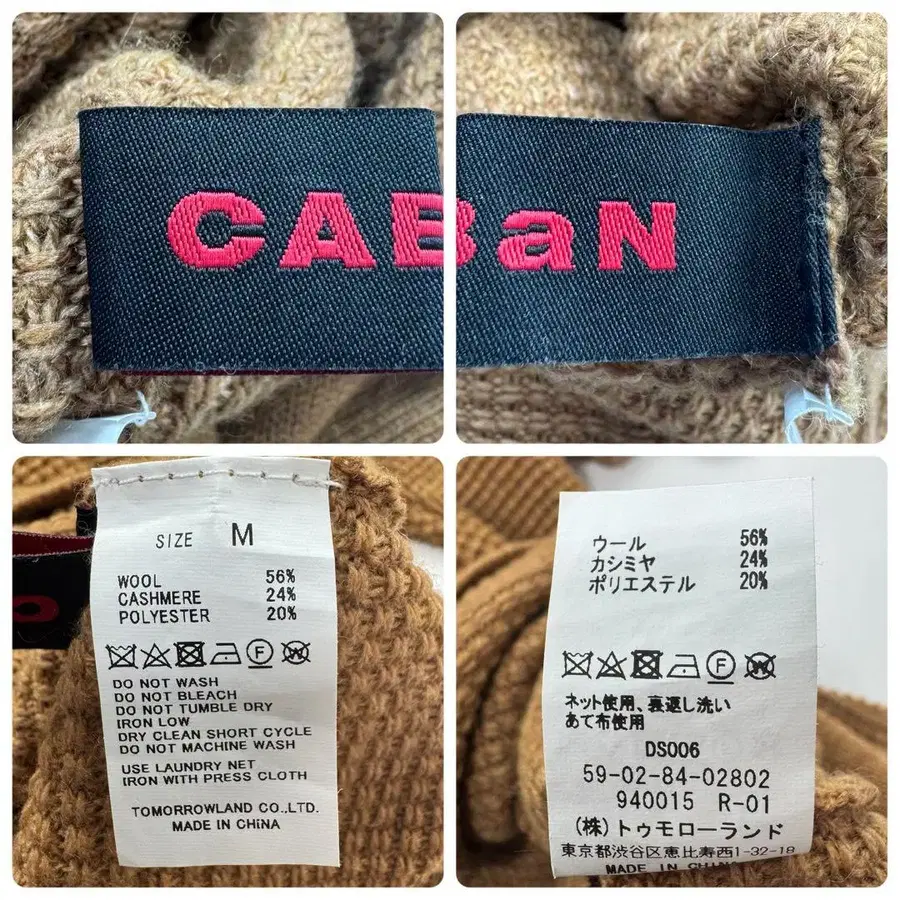 CABaN
SIZE M
WOOL 56%
CASHMERE 24%
POLYESTER 20%
DO NOT WASH
DO NOT BLEACH
DO NOT TUMBLE DRY
IRON LOW
DRY CLEAN SHORT CYCLE
DO NOT MACHINE WASH
USE LAUNDRY NET
IRON WITH PRESS CLOTH
TOMORROWLAND CO.,LTD.
MADE IN CHINA
ウール 56%
カシミヤ 24%
ポリエステル 20%
ネット使用、裏返し洗い
あて布使用
DS006
59-02-84-02802
940015 R-01
(株)トゥモローランド
東京都渋谷区恵比寿西1-32-18
MADE IN CHINA